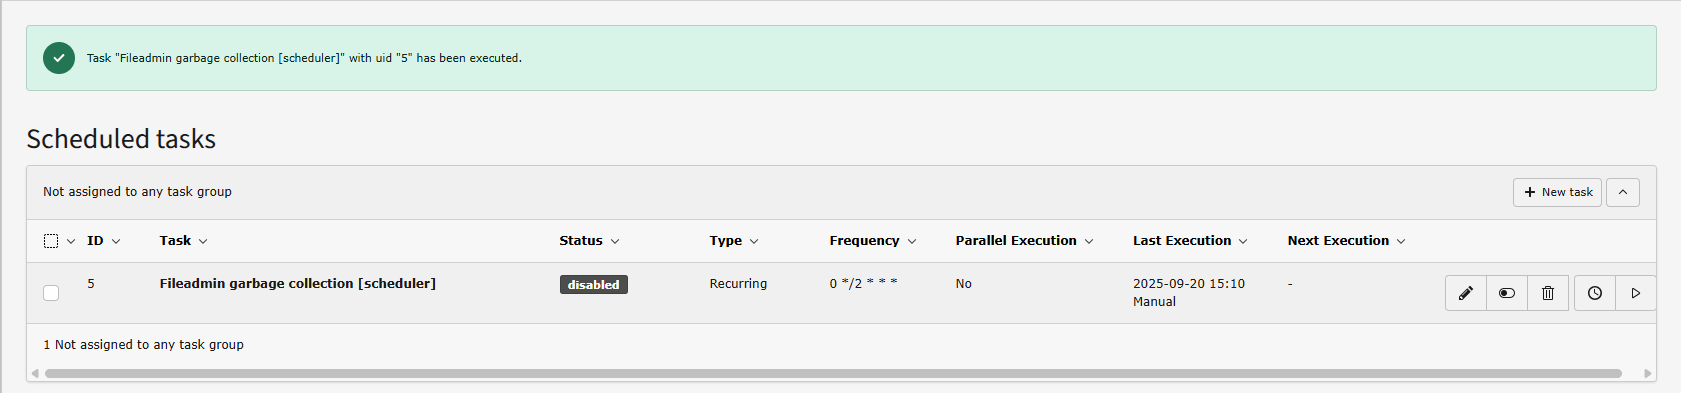 Task "Fileadmin garbage collection [scheduler]" with uid "5" has been executed.
Scheduled tasks
Not assigned to any task group
New task
ID Task Status Type Frequency Parallel Execution Last Execution Next Execution
5 Fileadmin garbage collection [scheduler] disabled Recurring 0 */2 * * * No 2025-09-20 15:10 -
Manual
1 Not assigned to any task group